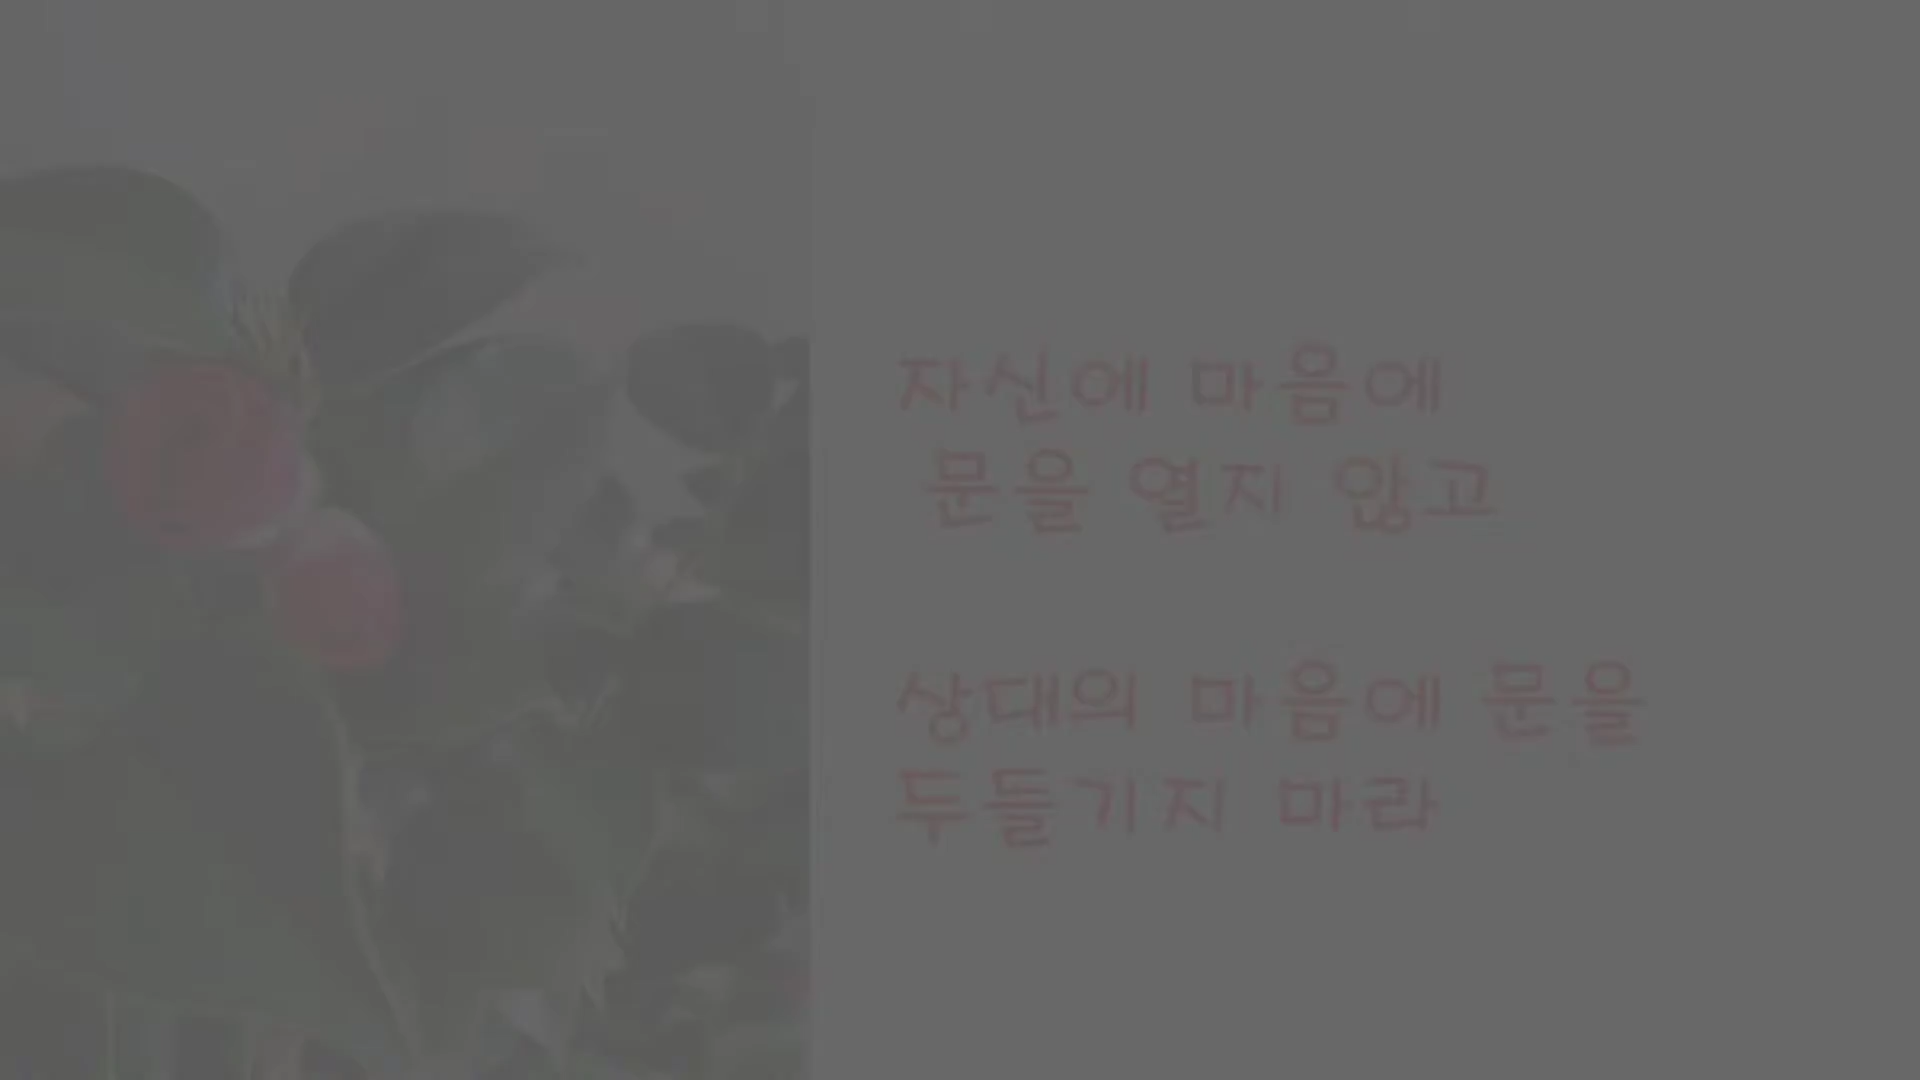 자신에 마음에
문을 열지 않고
상대의 마음에 문을
두들기지 마라